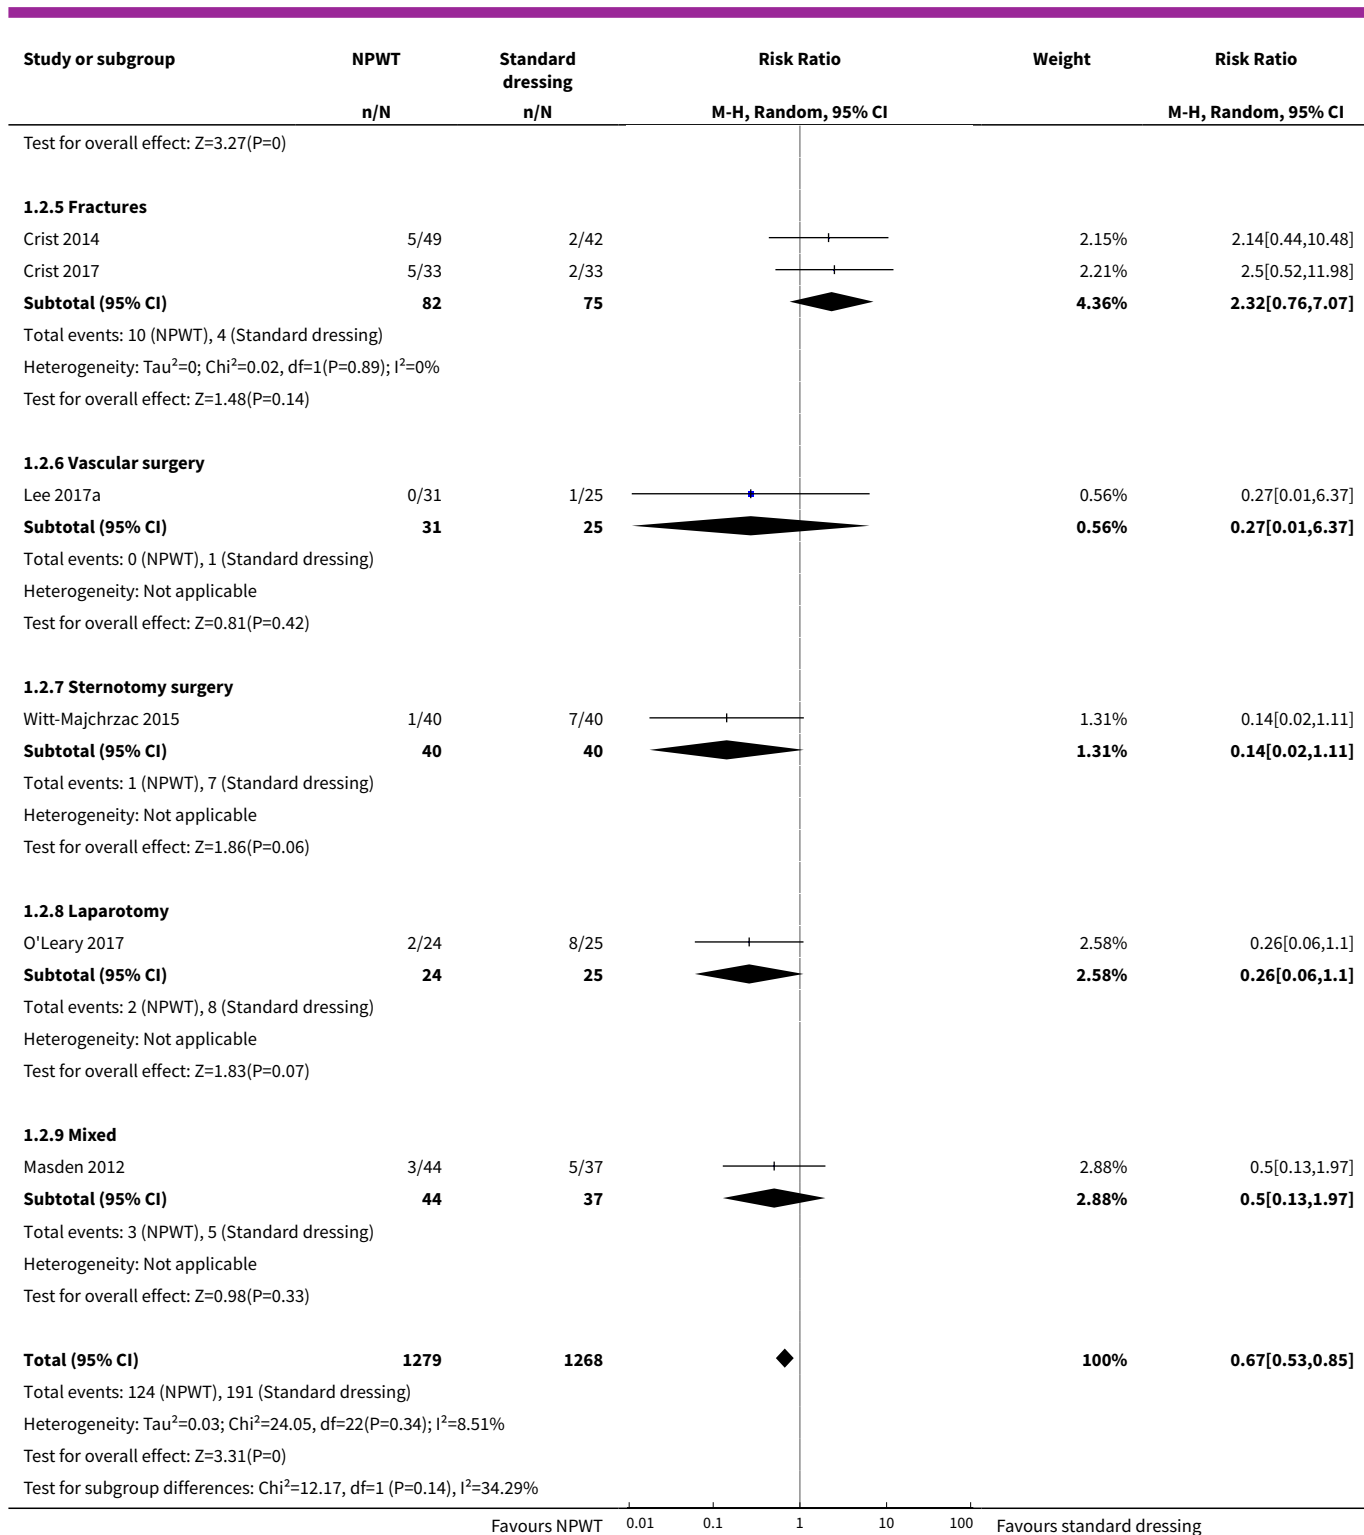 Study or subgroup NPWT Standard dressing Risk Ratio Weight Risk Ratio
n/N n/N M-H, Random, 95% CI M-H, Random, 95% CI
Test for overall effect: Z=3.27(P=0)
1.2.5 Fractures
Crist 2014 5/49 2/42 2.15% 2.14[0.44,10.48]
Crist 2017 5/33 2/33 2.21% 2.5[0.52,11.98]
Subtotal (95% CI) 82 75 4.36% 2.32[0.76,7.07]
Total events: 10 (NPWT), 4 (Standard dressing)
Heterogeneity: Tau²=0; Chi²=0.02, df=1(P=0.89); I²=0%
Test for overall effect: Z=1.48(P=0.14)
1.2.6 Vascular surgery
Lee 2017a 0/31 1/25 0.56% 0.27[0.01,6.37]
Subtotal (95% CI) 31 25 0.56% 0.27[0.01,6.37]
Total events: 0 (NPWT), 1 (Standard dressing)
Heterogeneity: Not applicable
Test for overall effect: Z=0.81(P=0.42)
1.2.7 Sternotomy surgery
Witt-Majchrzac 2015 1/40 7/40 1.31% 0.14[0.02,1.11]
Subtotal (95% CI) 40 40 1.31% 0.14[0.02,1.11]
Total events: 1 (NPWT), 7 (Standard dressing)
Heterogeneity: Not applicable
Test for overall effect: Z=1.86(P=0.06)
1.2.8 Laparotomy
O'Leary 2017 2/24 8/25 2.58% 0.26[0.06,1.1]
Subtotal (95% CI) 24 25 2.58% 0.26[0.06,1.1]
Total events: 2 (NPWT), 8 (Standard dressing)
Heterogeneity: Not applicable
Test for overall effect: Z=1.83(P=0.07)
1.2.9 Mixed
Masden 2012 3/44 5/37 2.88% 0.5[0.13,1.97]
Subtotal (95% CI) 44 37 2.88% 0.5[0.13,1.97]
Total events: 3 (NPWT), 5 (Standard dressing)
Heterogeneity: Not applicable
Test for overall effect: Z=0.98(P=0.33)
Total (95% CI) 1279 1268 100% 0.67[0.53,0.85]
Total events: 124 (NPWT), 191 (Standard dressing)
Heterogeneity: Tau²=0.03; Chi²=24.05, df=22(P=0.34); I²=8.51%
Test for overall effect: Z=3.31(P=0)
Test for subgroup differences: Chi²=12.17, df=1 (P=0.14), I²=34.29%
Favours NPWT 0.01 0.1 1 10 100 Favours standard dressing